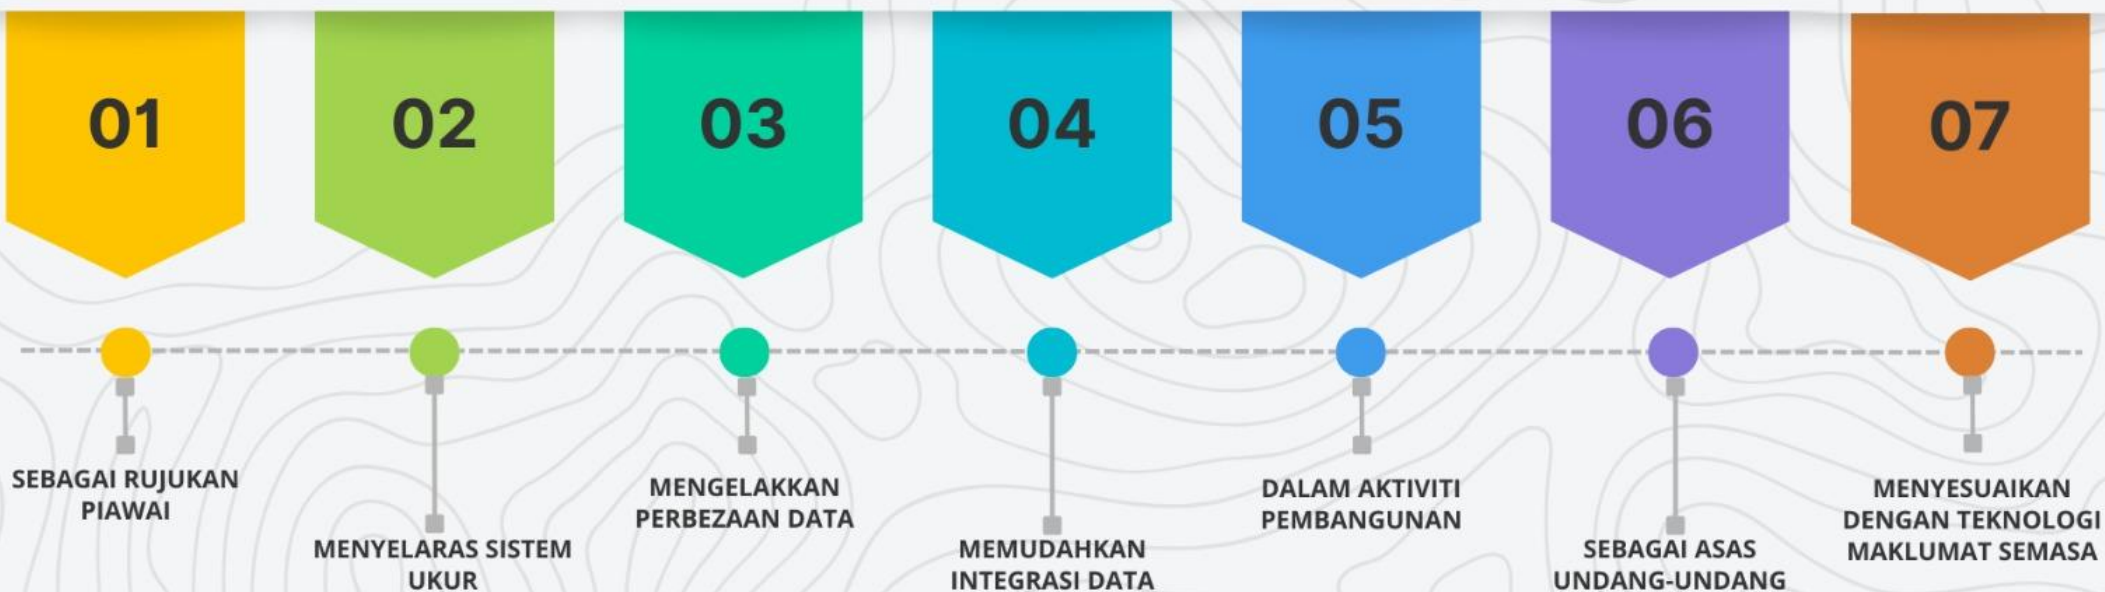 01
02
03
04
05
06
07
SEBAGAI RUJUKAN
PIAWAI
MENYELARAS SISTEM
UKUR
MENGELAKKAN
PERBEZAAN DATA
MEMUDAHKAN
INTEGRASI DATA
DALAM AKTIVITI
PEMBANGUNAN
SEBAGAI ASAS
UNDANG-UNDANG
MENYESUAIKAN
DENGAN TEKNOLOGI
MAKLUMAT SEMASA